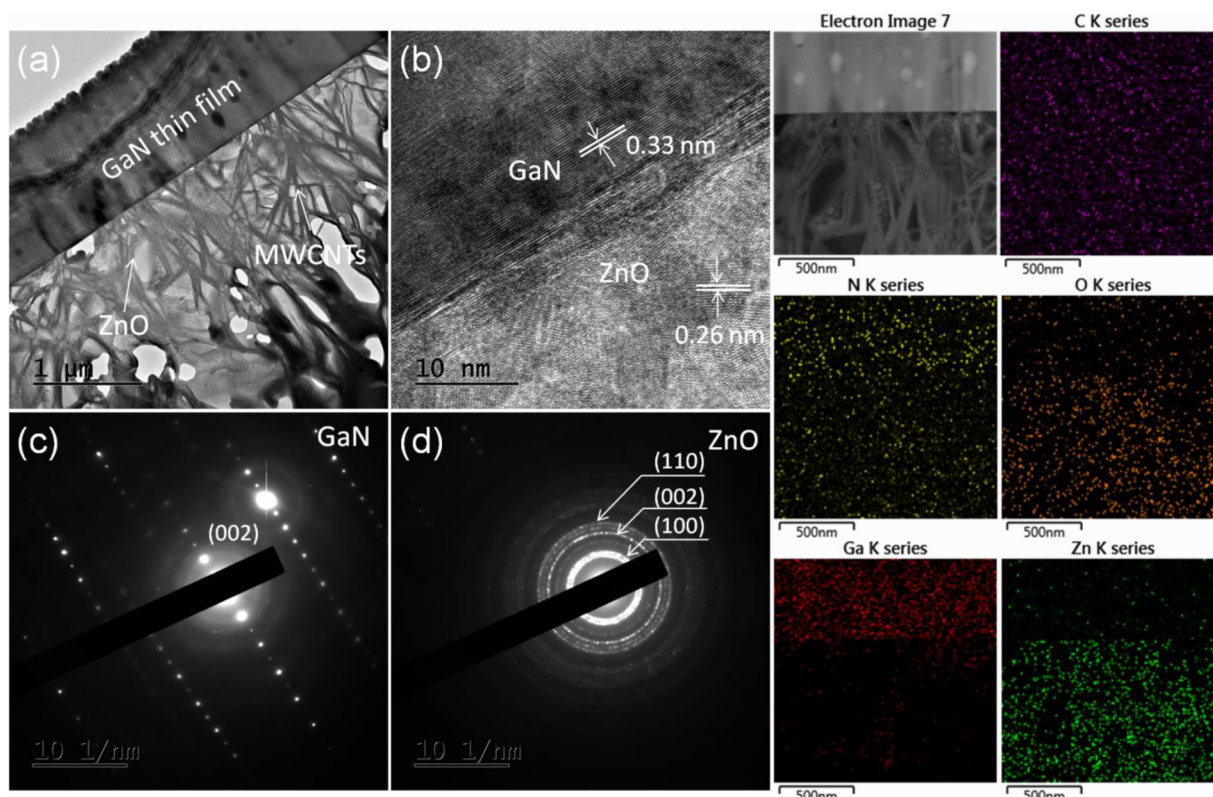 (a)
GaN thin film
MWCNTs
ZnO
1 μm
(b)
0.33 nm
GaN
ZnO
0.26 nm
10 nm
(c)
GaN
(002)
10 1/nm
(d)
ZnO
(110)
(002)
(100)
10 1/nm
Electron Image 7
500nm
C K series
500nm
N K series
500nm
O K series
500nm
Ga K series
500nm
Zn K series
500nm